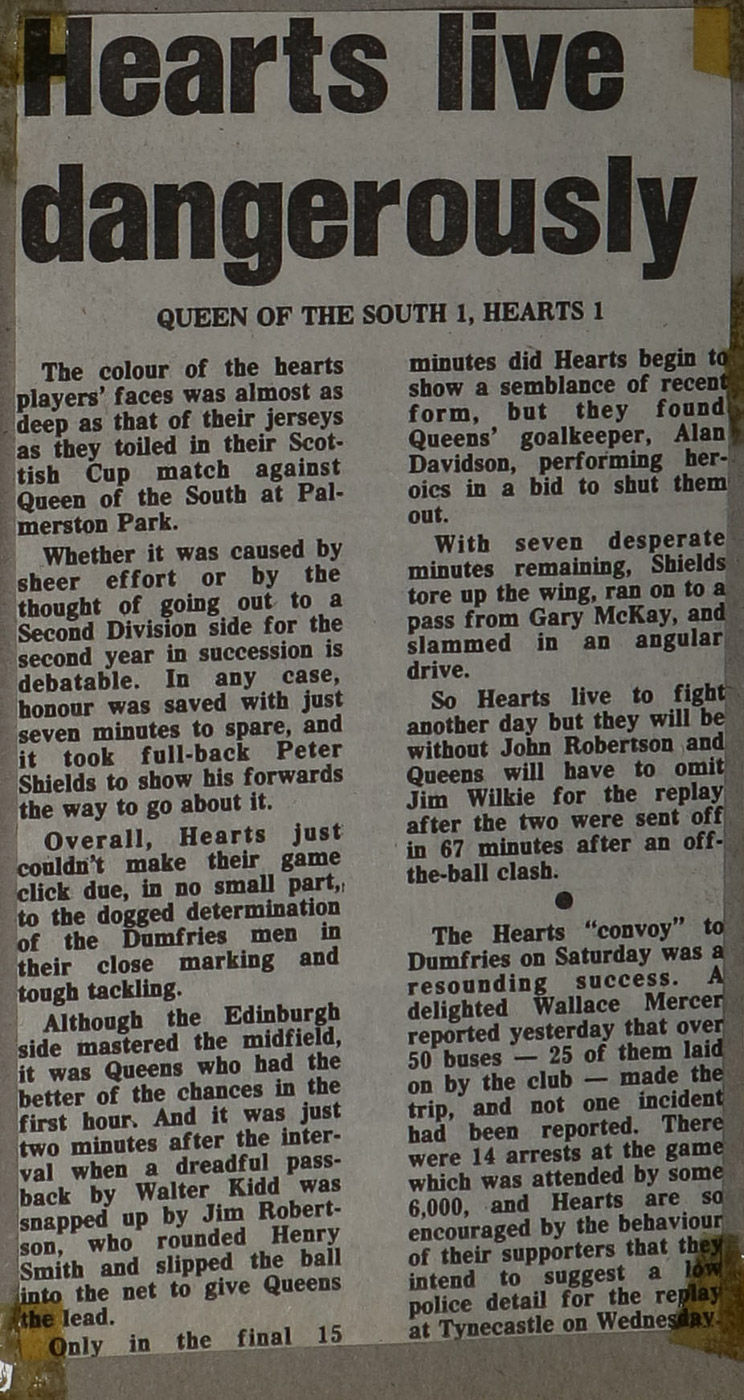 Hearts live
dangerously
QUEEN OF THE SOUTH 1, HEARTS 1
The colour of the hearts
players' faces was almost as
deep as that of their jerseys
as they toiled in their Scot-
tish Cup match against
Queen of the South at Pal-
merston Park.
Whether it was caused by
sheer effort or by the
thought of going out to a
Second Division side for the
second year in succession is
debatable. In any case,
honour was saved with just
seven minutes to spare, and
it took full-back Peter
Shields to show his forwards
the way to go about it.
Overall, Hearts just
couldn't make their game
click due, in no small part,
to the dogged determination
of the Dumfries men in
their close marking and
tough tackling.
Although the Edinburgh
side mastered the midfield,
it was Queens who had the
better of the chances in the
first hour. And it was just
two minutes after the inter-
val when a dreadful pass-
back by Walter Kidd was
snapped up by Jim Robert-
son, who rounded Henry
Smith and slipped the ball
into the net to give Queens
the lead.
Only in the final 15
minutes did Hearts begin to
show a semblance of recent
form, but they found
Queens' goalkeeper, Alan
Davidson, performing her-
oics in a bid to shut them
out.
With seven desperate
minutes remaining, Shields
tore up the wing, ran on to a
pass from Gary McKay, and
slammed in an angular
drive.
So Hearts live to fight
another day but they will be
without John Robertson and
Queens will have to omit
Jim Wilkie for the replay
after the two were sent off
in 67 minutes after an off-
the-ball clash.
●
The Hearts "convoy" to
Dumfries on Saturday was a
resounding success. A
delighted Wallace Mercer
reported yesterday that over
50 buses — 25 of them laid
on by the club — made the
trip, and not one incident
had been reported. There
were 14 arrests at the game
which was attended by some
6,000, and Hearts are so
encouraged by the behaviour
of their supporters that they
intend to suggest a low
police detail for the replay
at Tynecastle on Wednesday.